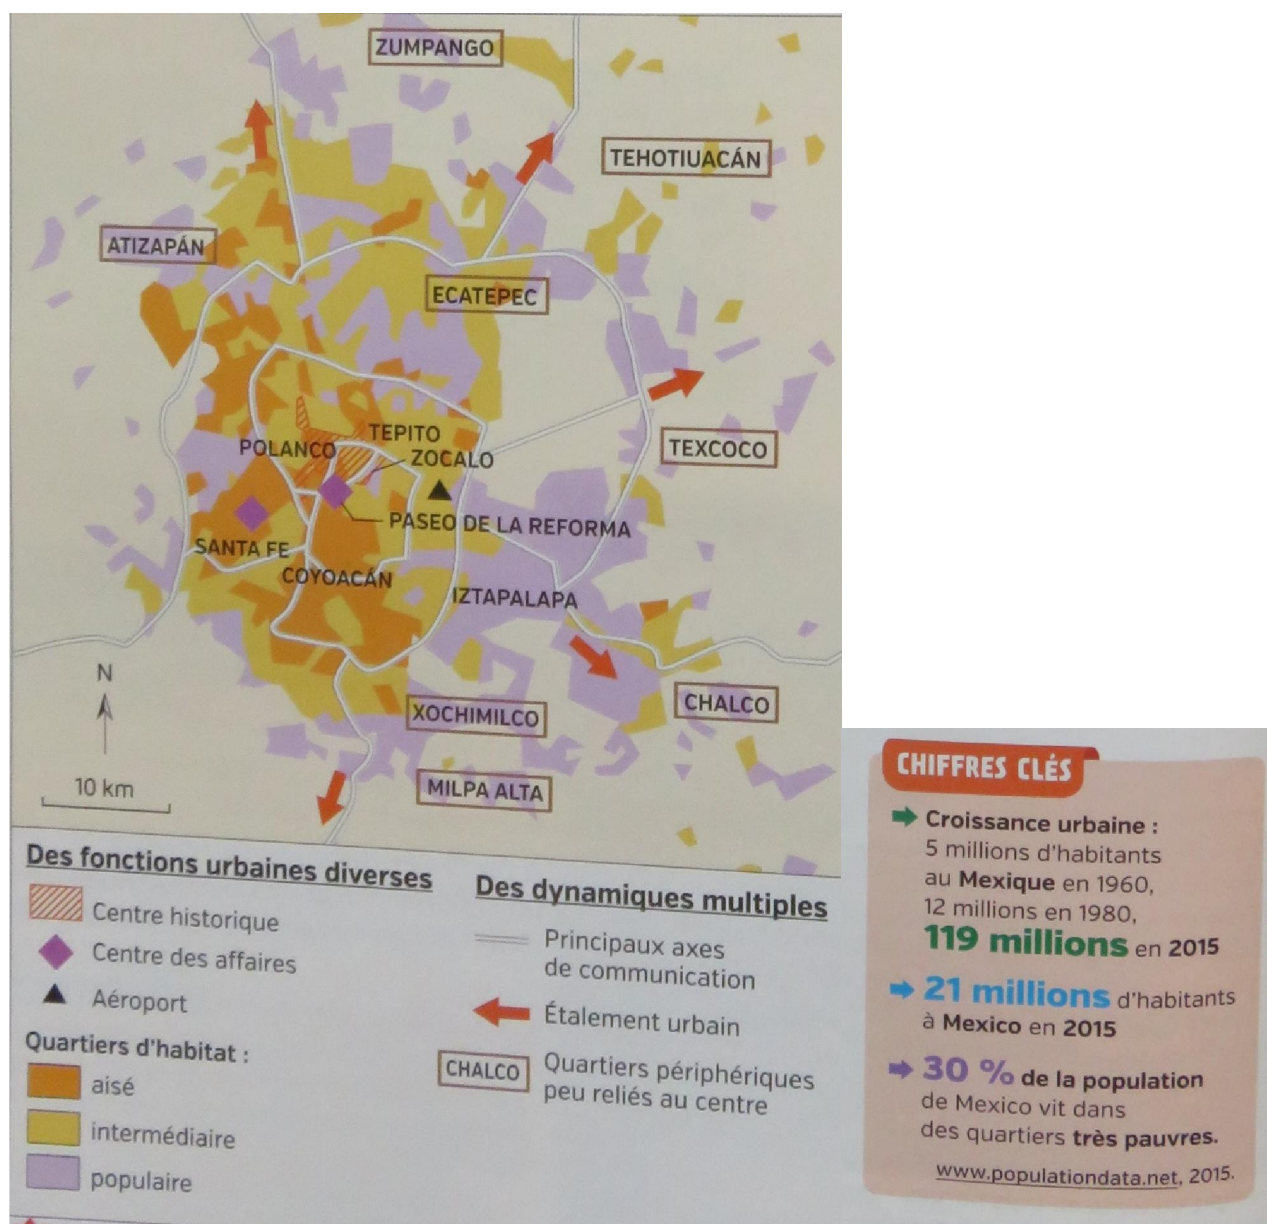 ZUMPANGO
TEHOTIUACÁN
ATIZAPÁN
ECATEPEC
TEPITO
POLANCO
ZOCALO
TEXCOCO
PASEO DE LA REFORMA
SANTA FE
COYOACÁN
IZTAPALAPA
N
CHALCO
XOCHIMILCO
10 km
MILPA ALTA
Des fonctions urbaines diverses
Centre historique
Centre des affaires
Aéroport
Quartiers d'habitat :
aisé
intermédiaire
populaire
Des dynamiques multiples
Principaux axes
de communication
Étalement urbain
CHALCO
Quartiers périphériques
peu reliés au centre
CHIFFRES CLÉS
Croissance urbaine :
5 millions d'habitants
au Mexique en 1960,
12 millions en 1980,
119 millions en 2015
21 millions d'habitants
à Mexico en 2015
30 % de la population
de Mexico vit dans
des quartiers très pauvres.
www.populationdata.net, 2015.